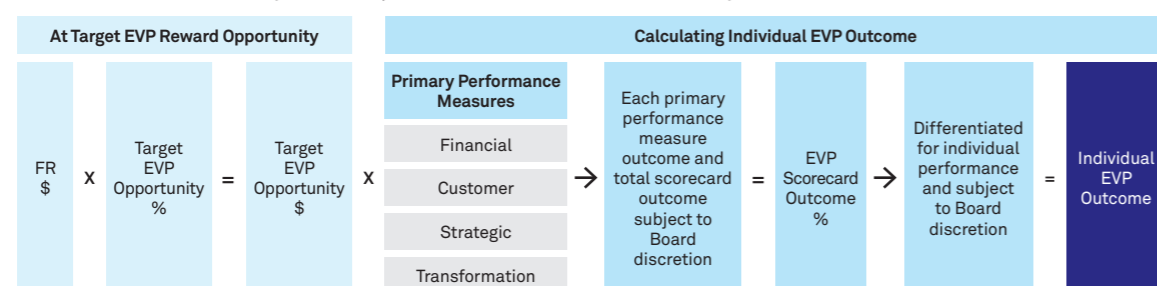 At Target EVP Reward Opportunity
Calculating Individual EVP Outcome
FR
$
x
Target
EVP
Opportunity
%
=
Target
EVP
Opportunity
$
x
Primary Performance
Measures
Financial
Customer
Strategic
Transformation
→
Each primary
performance
measure
outcome and
total scorecard
outcome
subject to
Board
discretion
=
EVP
Scorecard
Outcome
%
→
Differentiated
for individual
performance
and subject
to Board
discretion
=
Individual
EVP
Outcome